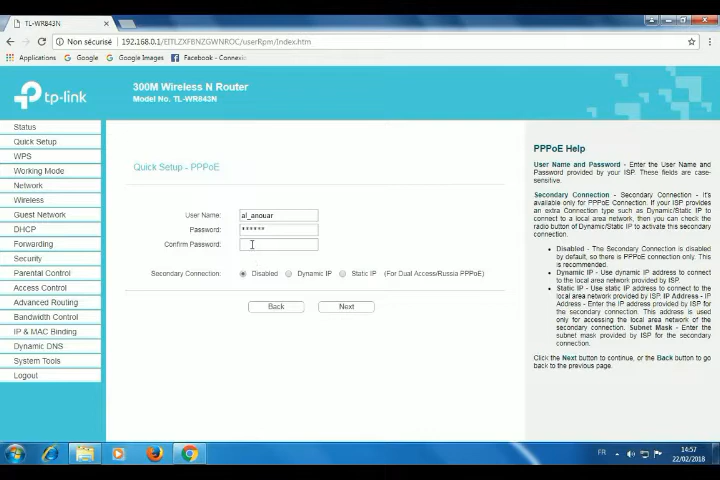 TL-WR843N
Non sécurisé
192.168.0.1/EITLZXFBNZGWNROC/userRpm/Index.htm
Applications Google Google Images Facebook - Connexi
tp-link
300M Wireless N Router
Model No. TL-WR843N
Status
Quick Setup
WPS
Working Mode
Network
Wireless
Guest Network
DHCP
Forwarding
Security
Parental Control
Access Control
Advanced Routing
Bandwidth Control
IP & MAC Binding
Dynamic DNS
System Tools
Logout
Quick Setup - PPPoE
User Name: al_anouar
Password: ******
Confirm Password:
Secondary Connection: Disabled Dynamic IP Static IP (For Dual Access/Russia PPPoE)
Back Next
PPPoE Help
User Name and Password - Enter the User Name and
Password provided by your ISP. These fields are case-
sensitive.
Secondary Connection - Secondary Connection - It's
available only for PPPoE Connection. If your ISP provides
an extra Connection type such as Dynamic/Static IP to
connect to a local area network, then you can check the
radio button of Dynamic/Static IP to activate this secondary
connection.
• Disabled - The Secondary Connection is disabled
by default, so there is PPPoE connection only. This
is recommended.
• Dynamic IP - Use dynamic IP address to connect
to the local area network provided by ISP.
• Static IP - Use static IP address to connect to the
local area network provided by ISP. IP Address - IP
Address - Enter the IP address provided by ISP for
the secondary connection. This address is used
only for accessing the local area network of the
secondary connection. Subnet Mask - Enter the
subnet mask provided by ISP for the secondary
connection.
Click the Next button to continue, or the Back button to go
back to the previous page.
FR
14:57
22/02/2018